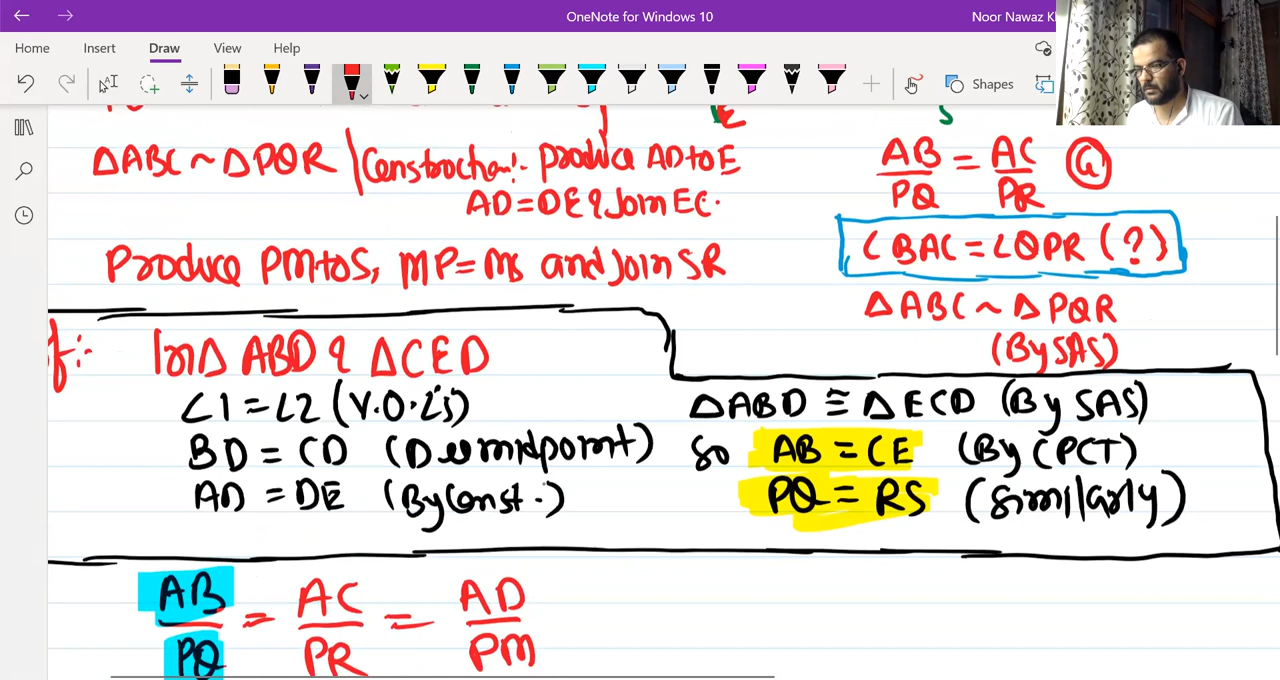 OneNote for Windows 10
Noor Nawaz Kh
Home Insert Draw View Help
Shapes
E
S
ΔABC ~ ΔPQR | Construction:- Produce AD to E
AD = DE & Join EC.
Produce PM to S, MP = MS and Join SR
AB/PQ = AC/PR (a)
∠BAC = ∠QPR (?)
ΔABC ~ ΔPQR
(By SAS)
f:- In Δ ABD & ΔCED
∠1 = ∠2 (V.O.∠s)
BD = CD (D is midpoint)
AD = DE (By Const.)
ΔABD ≅ ΔECD (By SAS)
So AB = CE (By CPCT)
PQ = RS (Similarly)
AB/PQ = AC/PR = AD/PM